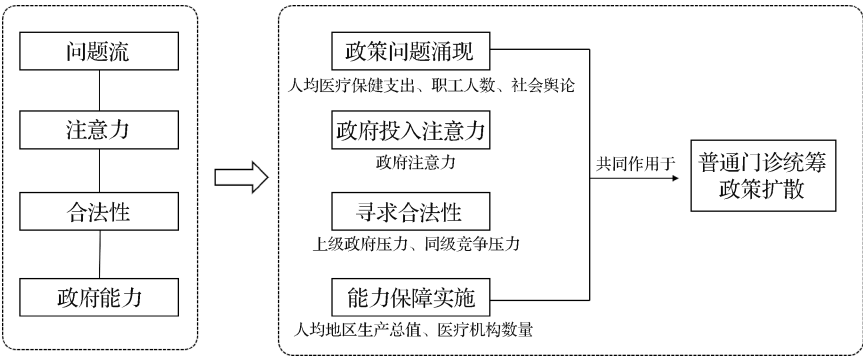 问题流
注意力
合法性
政府能力
政策问题涌现
人均医疗保健支出、职工人数、社会舆论
政府投入注意力
政府注意力
寻求合法性
上级政府压力、同级竞争压力
能力保障实施
人均地区生产总值、医疗机构数量
共同作用于
普通门诊统筹
政策扩散